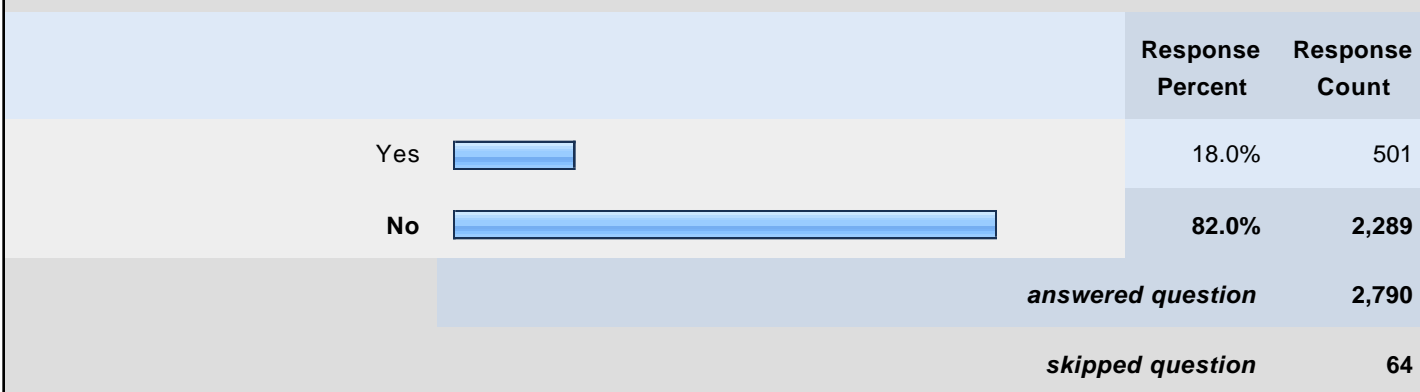 Response Percent Response Count
Yes 18.0% 501
No 82.0% 2,289
answered question 2,790
skipped question 64